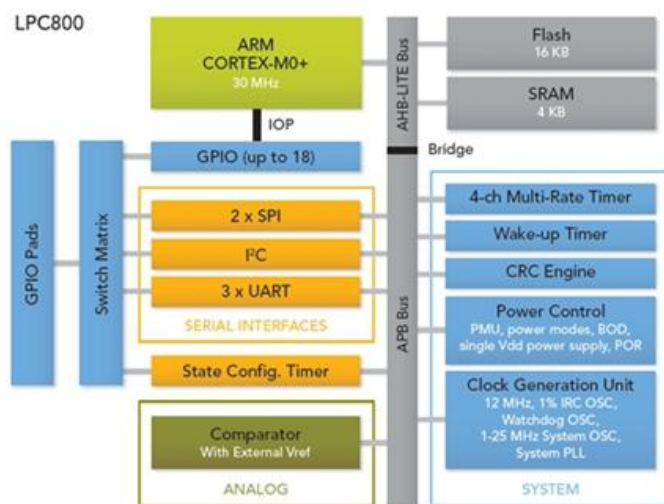 LPC800
ARM
CORTEX-M0+
30 MHz
IOP
GPIO (up to 18)
GPIO Pads
Switch Matrix
2 x SPI
I²C
3 x UART
SERIAL INTERFACES
State Config. Timer
Comparator
With External Vref
ANALOG
AHB-LITE Bus
Bridge
APB Bus
Flash
16 KB
SRAM
4 KB
4-ch Multi-Rate Timer
Wake-up Timer
CRC Engine
Power Control
PMU, power modes, BOD,
single Vdd power supply, POR
Clock Generation Unit
12 MHz, 1% IRC OSC,
Watchdog OSC,
1-25 MHz System OSC,
System PLL
SYSTEM